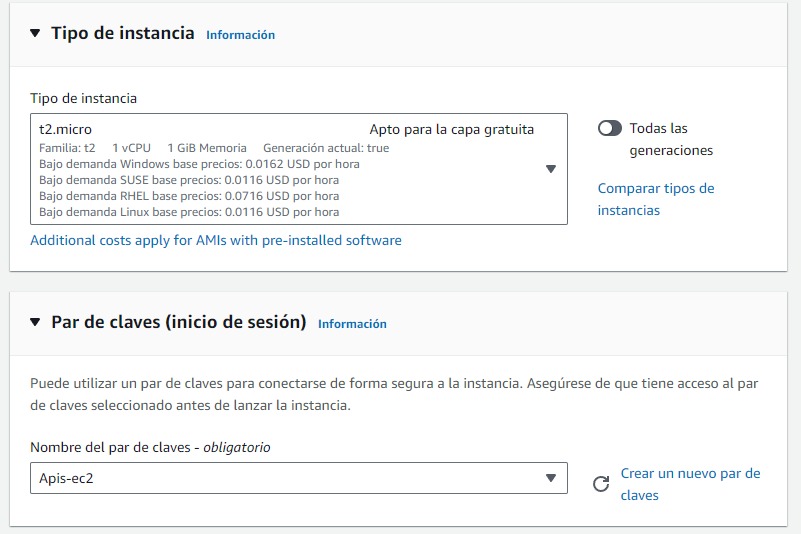 Tipo de instancia Información
Tipo de instancia
t2.micro Apto para la capa gratuita
Familia: t2 1 vCPU 1 GiB Memoria Generación actual: true
Bajo demanda Windows base precios: 0.0162 USD por hora
Bajo demanda SUSE base precios: 0.0116 USD por hora
Bajo demanda RHEL base precios: 0.0716 USD por hora
Bajo demanda Linux base precios: 0.0116 USD por hora
Todas las
generaciones
Comparar tipos de
instancias
Additional costs apply for AMIs with pre-installed software
Par de claves (inicio de sesión) Información
Puede utilizar un par de claves para conectarse de forma segura a la instancia. Asegúrese de que tiene acceso al par
de claves seleccionado antes de lanzar la instancia.
Nombre del par de claves - obligatorio
Apis-ec2
Crear un nuevo par de
claves